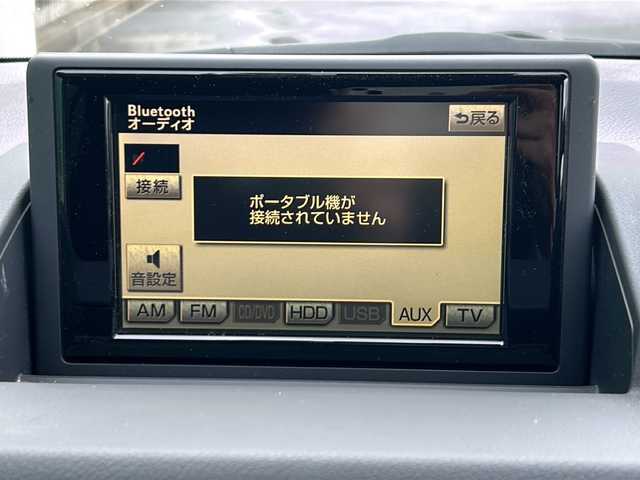 Bluetooth
オーディオ
戻る
接続
ポータブル機が
接続されていません
音設定
AM FM CD/DVD HDD USB AUX TV